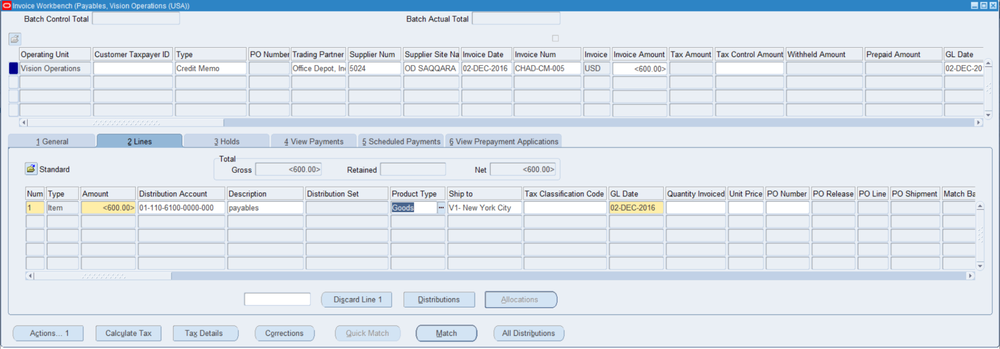 Invoice Workbench (Payables, Vision Operations (USA))
Batch Control Total Batch Actual Total
Operating Unit Customer Taxpayer ID Type PO Number Trading Partner Supplier Num Supplier Site Na Invoice Date Invoice Num Invoice Invoice Amount Tax Amount Tax Control Amount Withheld Amount Prepaid Amount GL Date
Vision Operations Credit Memo Office Depot, In 5024 OD SAQQARA 02-DEC-2016 CHAD-CM-005 USD <600.00> 02-DEC-20
1 General 2 Lines 3 Holds 4 View Payments 5 Scheduled Payments 6 View Prepayment Applications
Total
Standard Gross <600.00> Retained Net <600.00>
Num Type Amount Distribution Account Description Distribution Set Product Type Ship to Tax Classification Code GL Date Quantity Invoiced Unit Price PO Number PO Release PO Line PO Shipment Match Ba
1 Item <600.00> 01-110-6100-0000-000 payables Goods ... V1- New York City 02-DEC-2016
Discard Line 1 Distributions Allocations
Actions... 1 Calculate Tax Tax Details Corrections Quick Match Match All Distributions